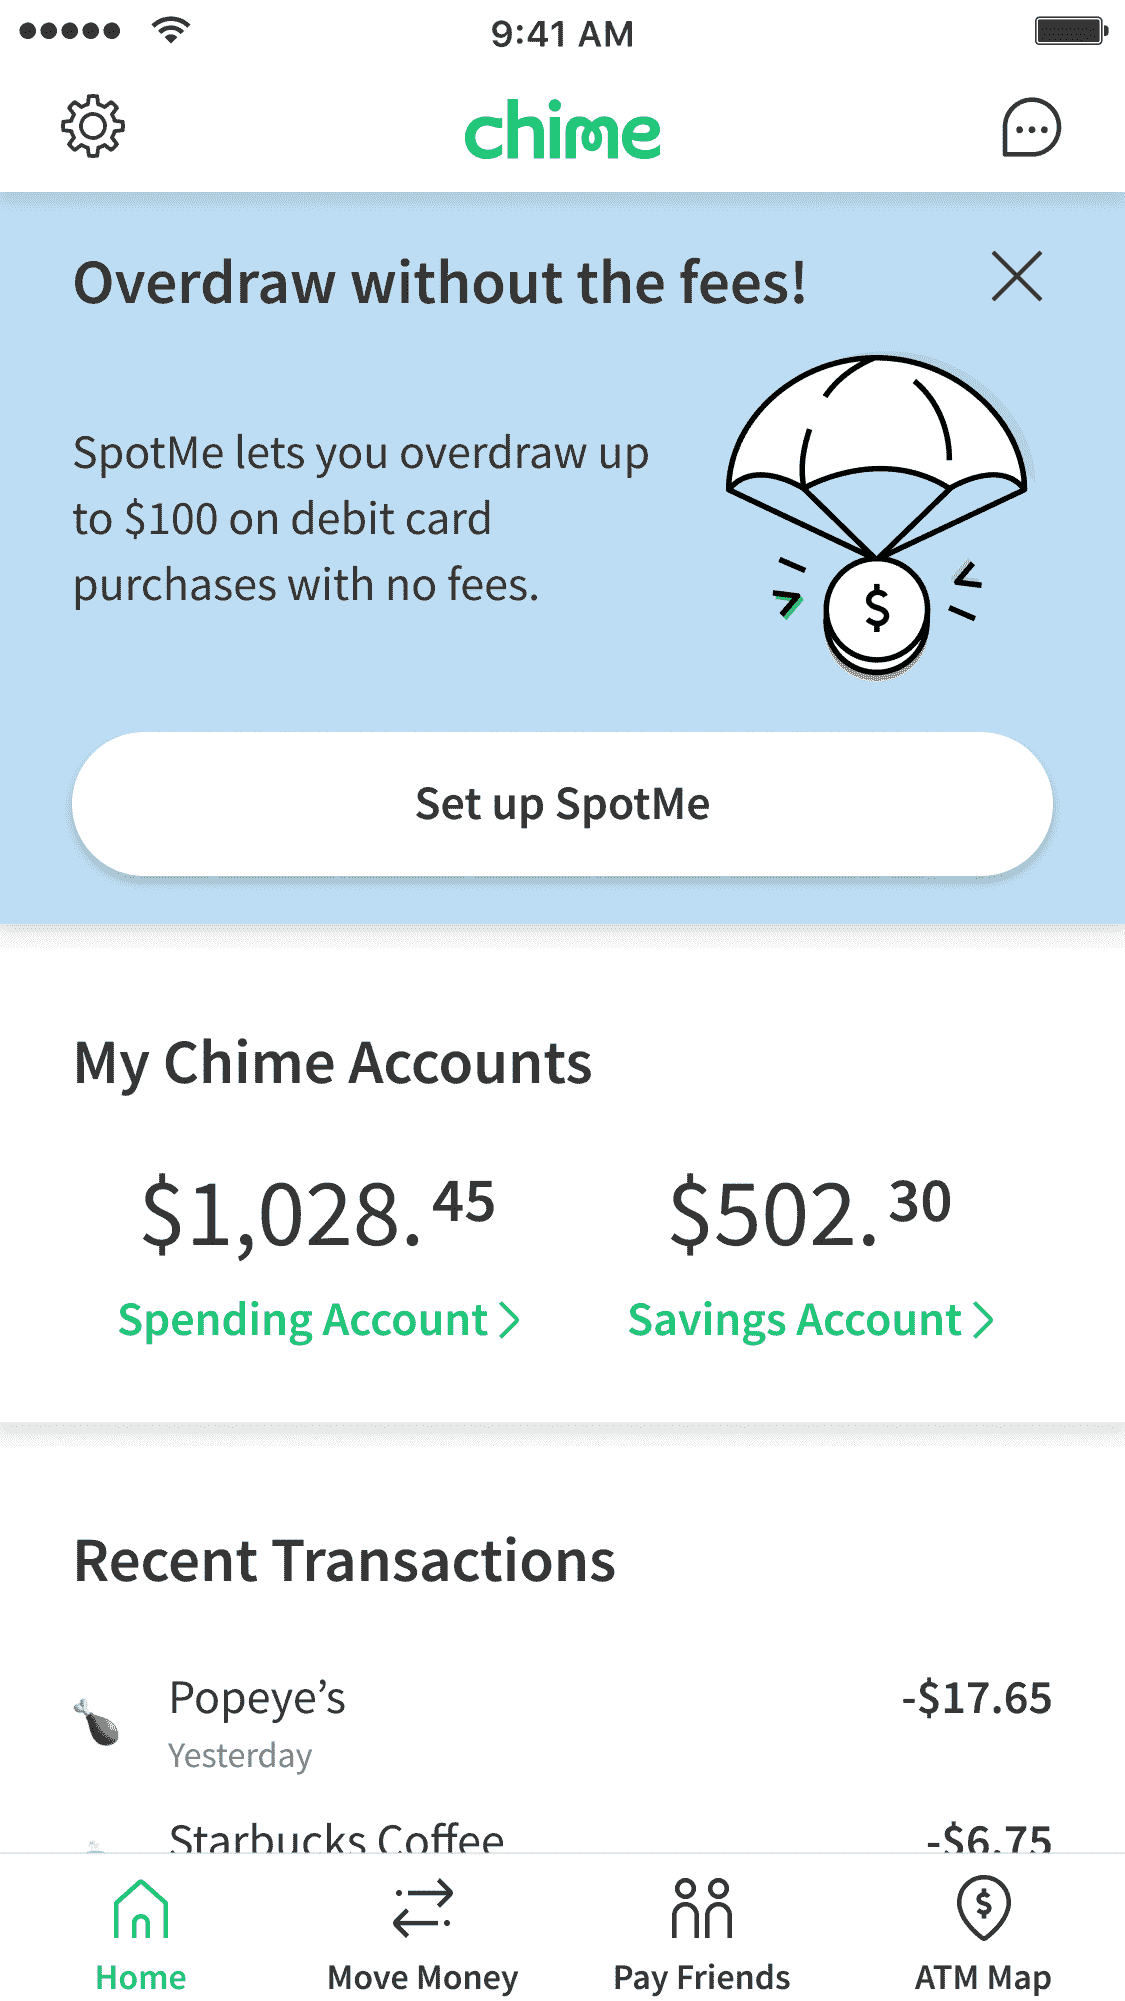 9:41 AM
chime
Overdraw without the fees!
SpotMe lets you overdraw up
to $100 on debit card
purchases with no fees.
$
Set up SpotMe
My Chime Accounts
$1,028.45 $502.30
Spending Account Savings Account
Recent Transactions
Popeye’s -$17.65
Yesterday
Starbucks Coffee -$6.75
$
Home Move Money Pay Friends ATM Map